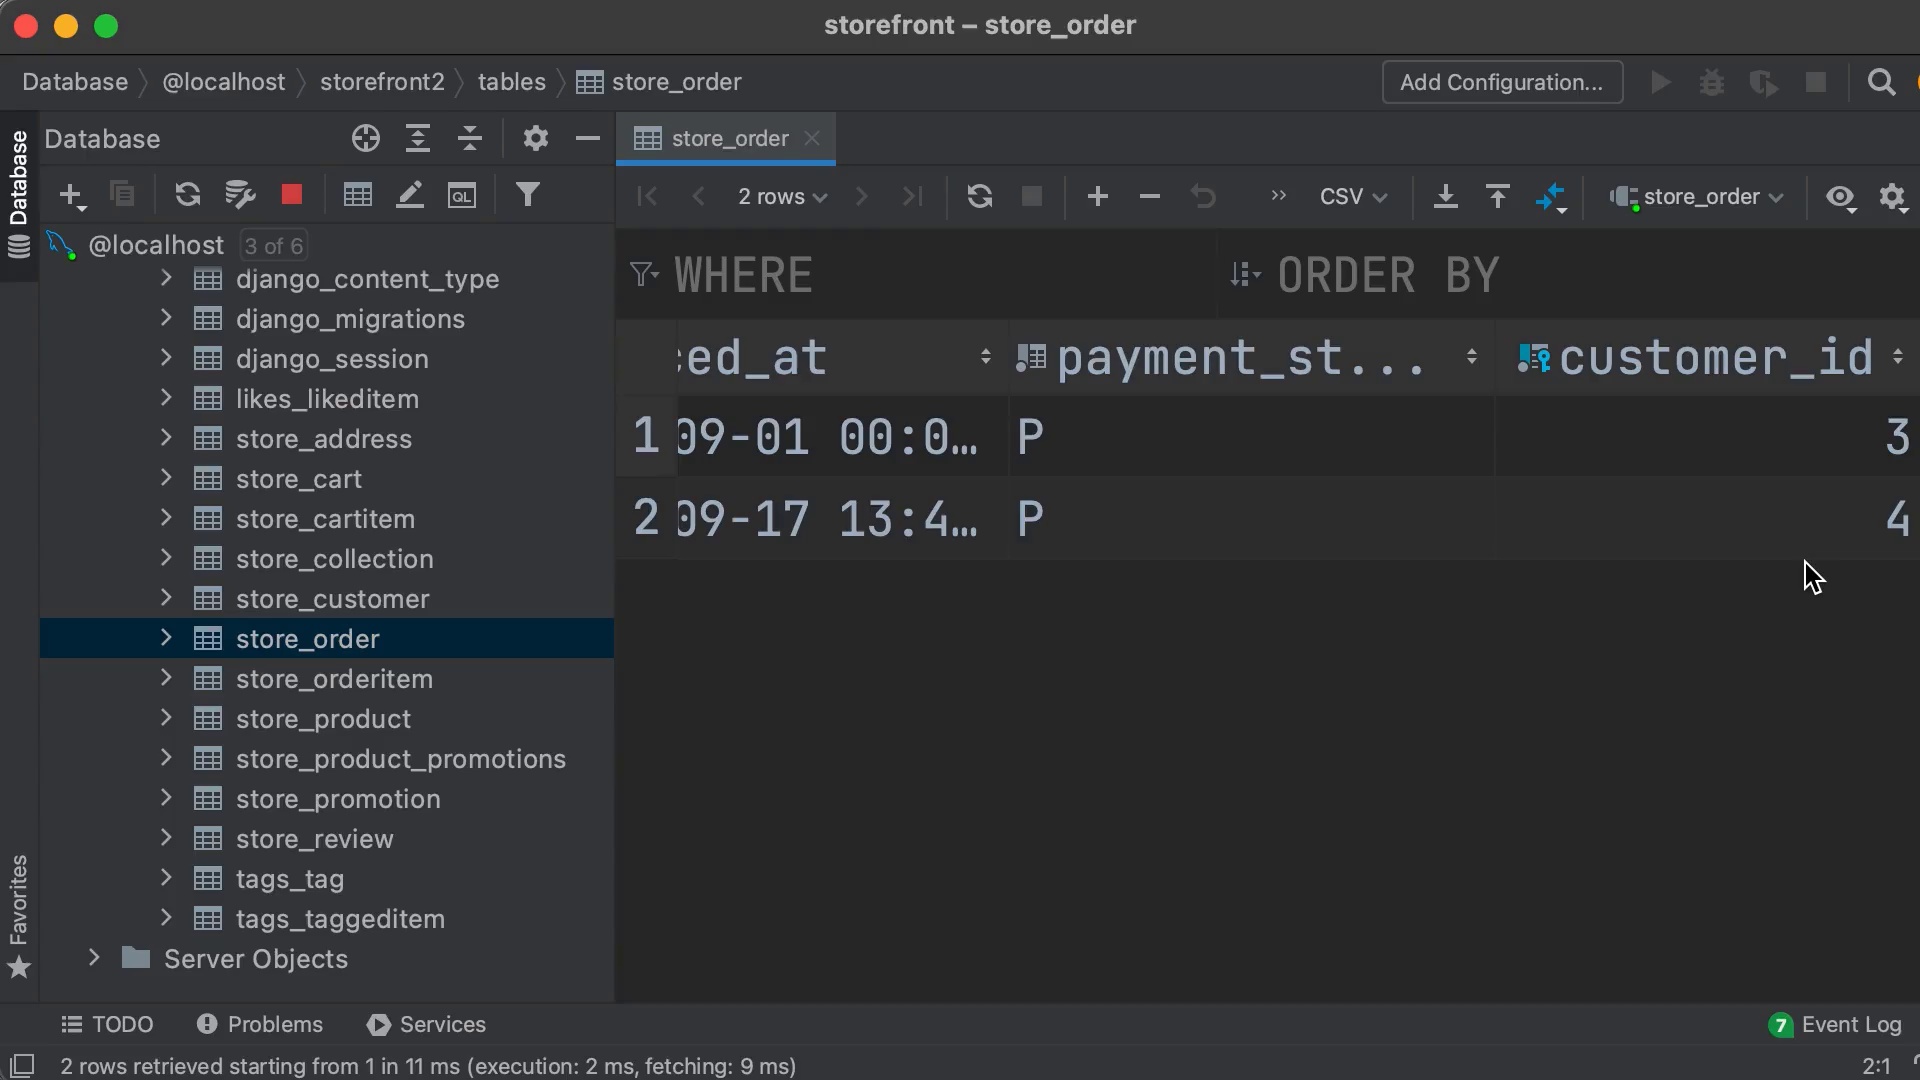 storefront – store_order
Database @localhost storefront2 tables store_order
Add Configuration...
Database
Database
store_order
QL
2 rows
CSV
store_order
@localhost 3 of 6
WHERE
ORDER BY
ced_at payment_st... customer_id
1 09-01 00:0… P 3
2 09-17 13:4… P 4
django_content_type
django_migrations
django_session
likes_likeditem
store_address
store_cart
store_cartitem
store_collection
store_customer
store_order
store_orderitem
store_product
store_product_promotions
store_promotion
store_review
tags_tag
tags_taggeditem
Server Objects
Favorites
TODO Problems Services
7 Event Log
2 rows retrieved starting from 1 in 11 ms (execution: 2 ms, fetching: 9 ms)
2:1